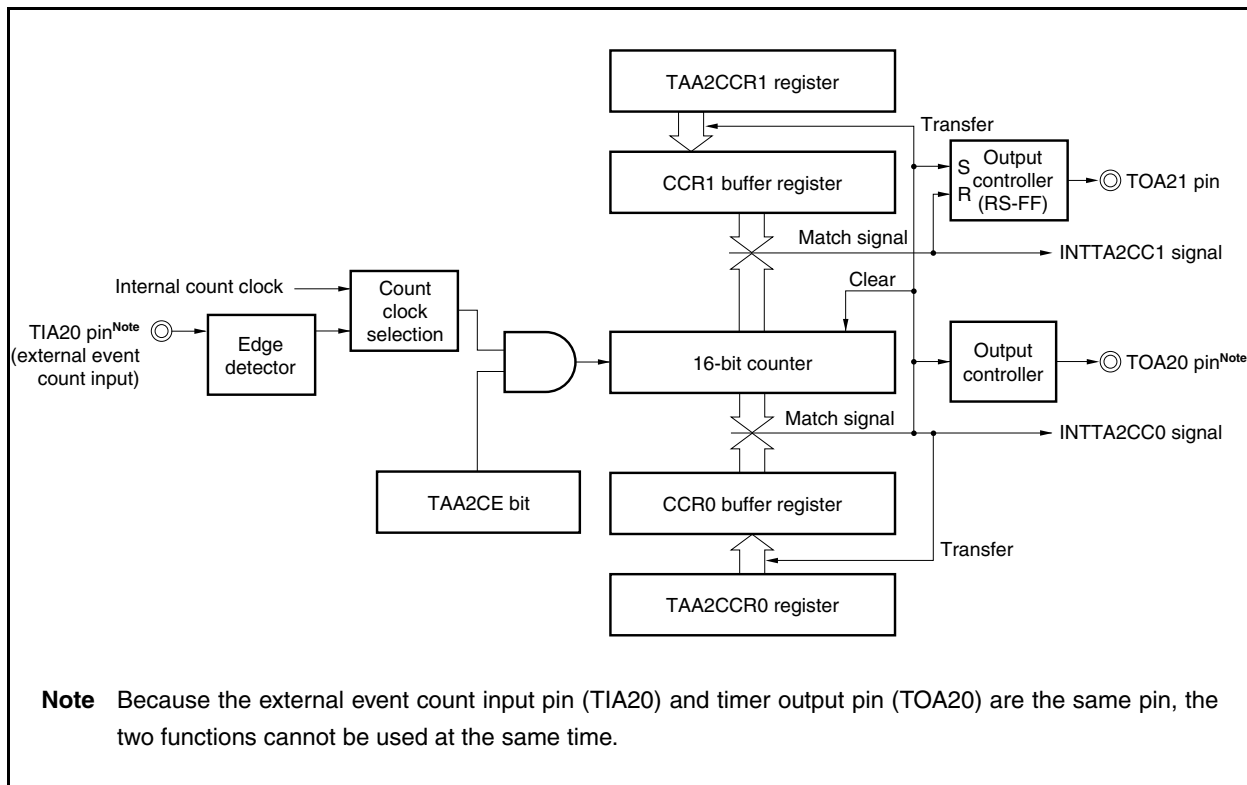 TAA2CCR1 register
Transfer
CCR1 buffer register
S
R
Output
controller
(RS-FF)
TOA21 pin
Match signal
INTTA2CC1 signal
Internal count clock
Count
clock
selection
Clear
TIA20 pinNote
(external event
count input)
Edge
detector
16-bit counter
Output
controller
TOA20 pinNote
Match signal
INTTA2CC0 signal
TAA2CE bit
CCR0 buffer register
Transfer
TAA2CCR0 register
Note Because the external event count input pin (TIA20) and timer output pin (TOA20) are the same pin, the
two functions cannot be used at the same time.